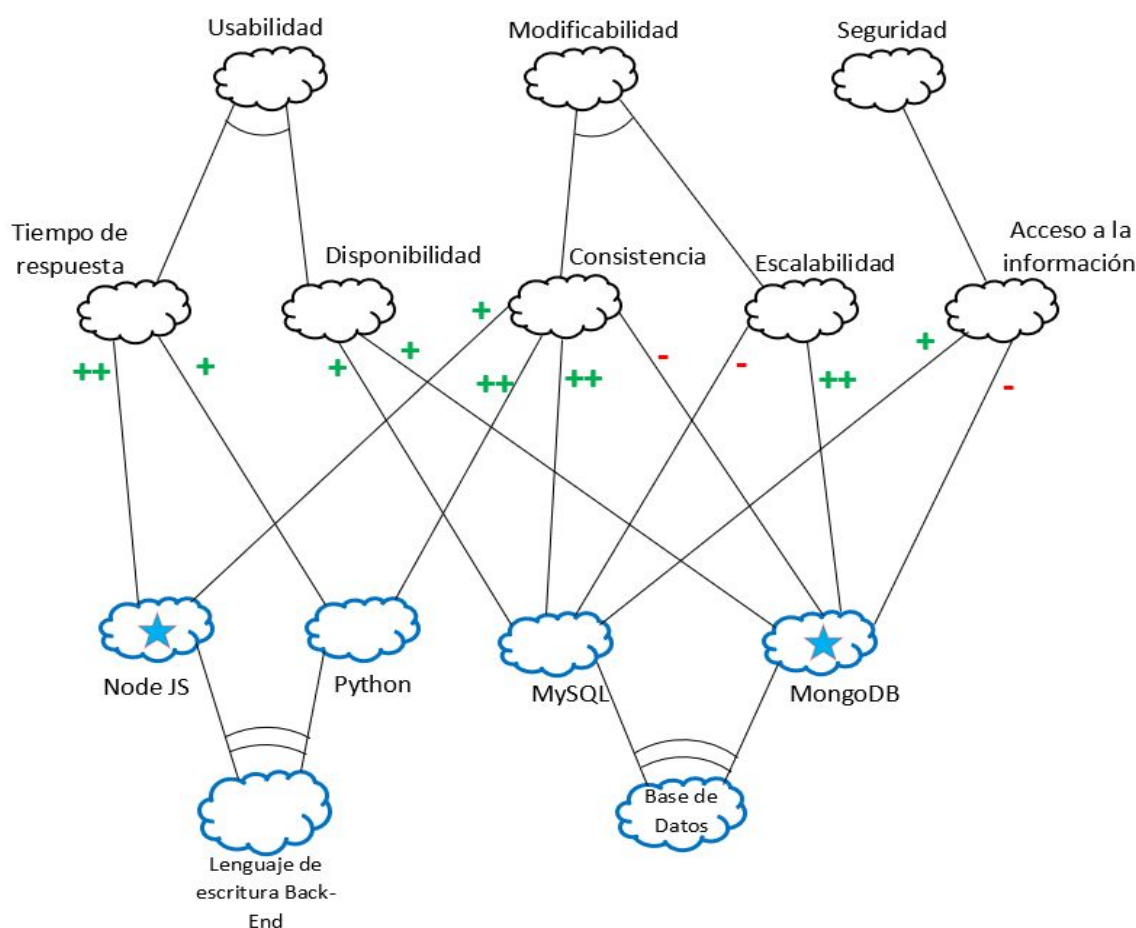 Usabilidad
Modificabilidad
Seguridad
Tiempo de
respuesta
Disponibilidad
Consistencia
Escalabilidad
Acceso a la
información
++
+
+
+
+
++
++
-
-
++
+
-
Node JS
Python
MySQL
MongoDB
Base de
Datos
Lenguaje de
escritura Back-
End